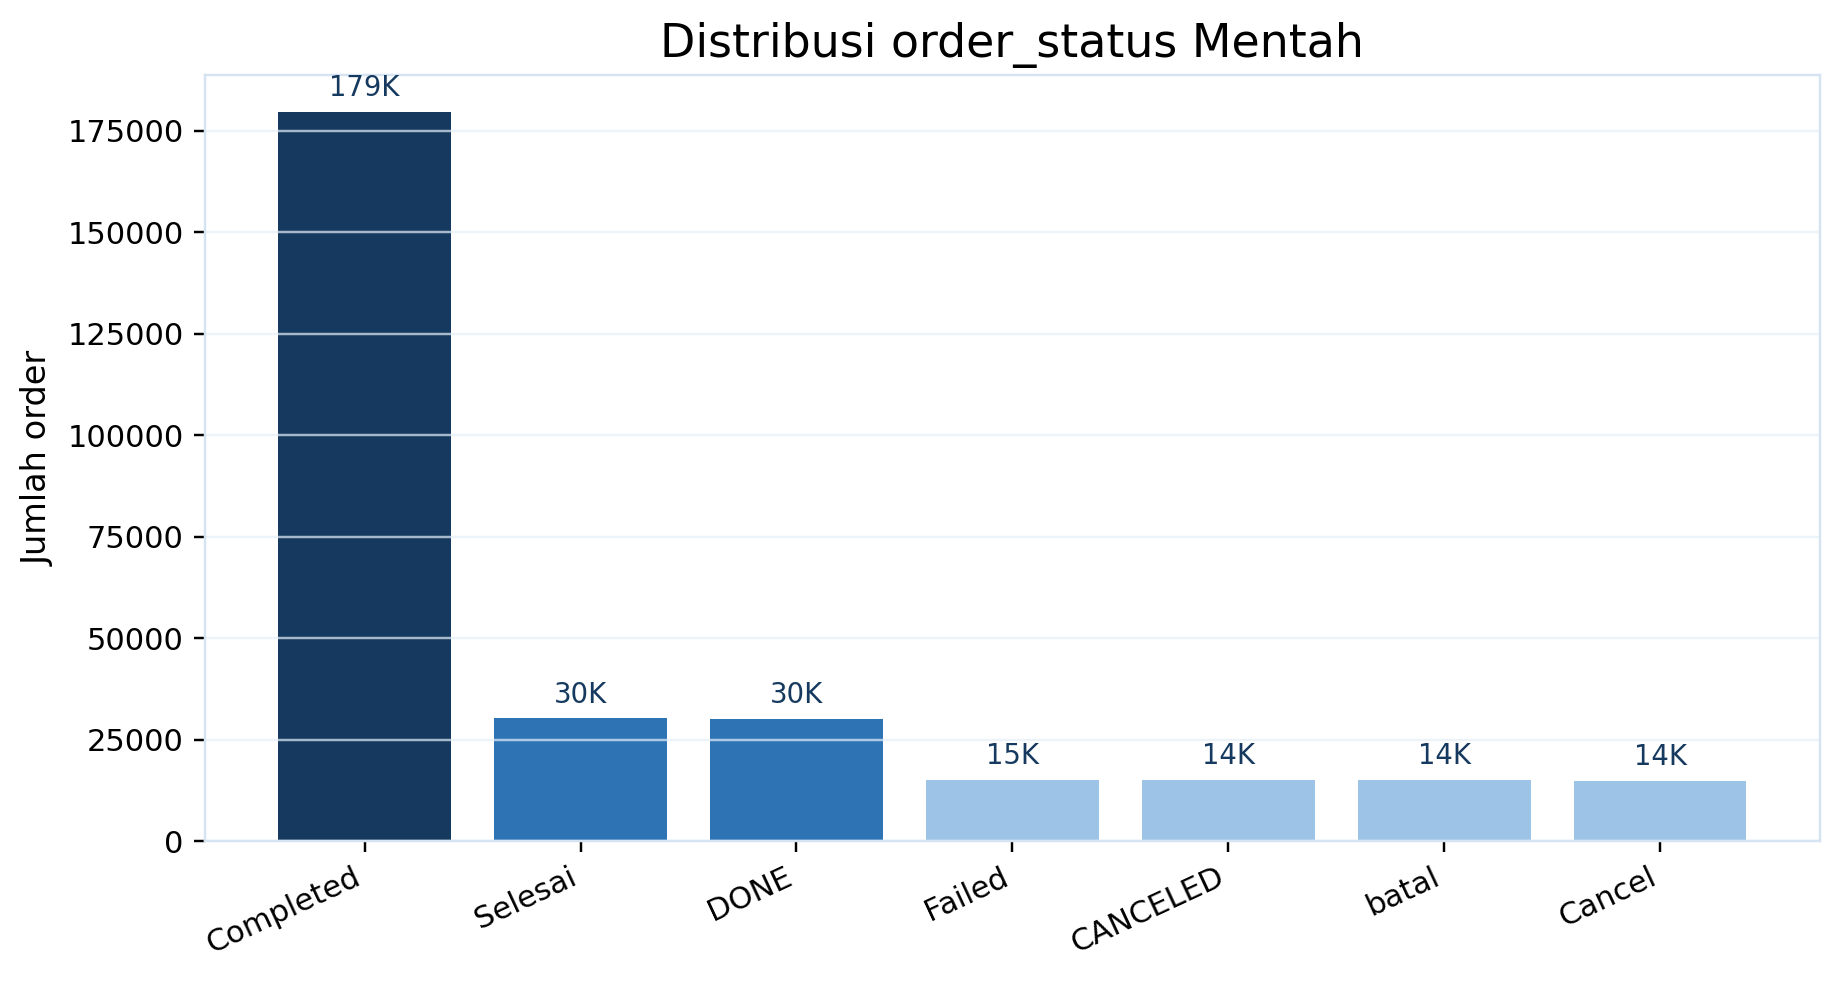 Distribusi order_status Mentah
179K
175000
150000
125000
100000
75000
50000
25000
0
Jumlah order
30K
30K
15K
14K
14K
14K
Completed
Selesai
DONE
Failed
CANCELED
batal
Cancel